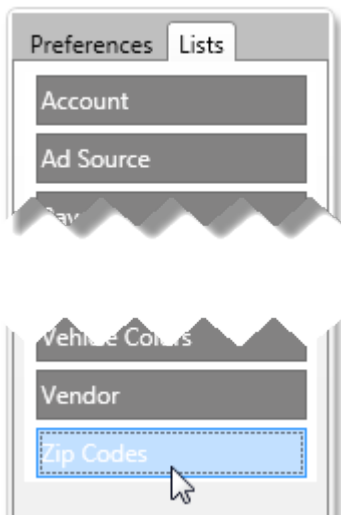 Preferences Lists
Account
Ad Source
Vehicle Colors
Vendor
Zip Codes